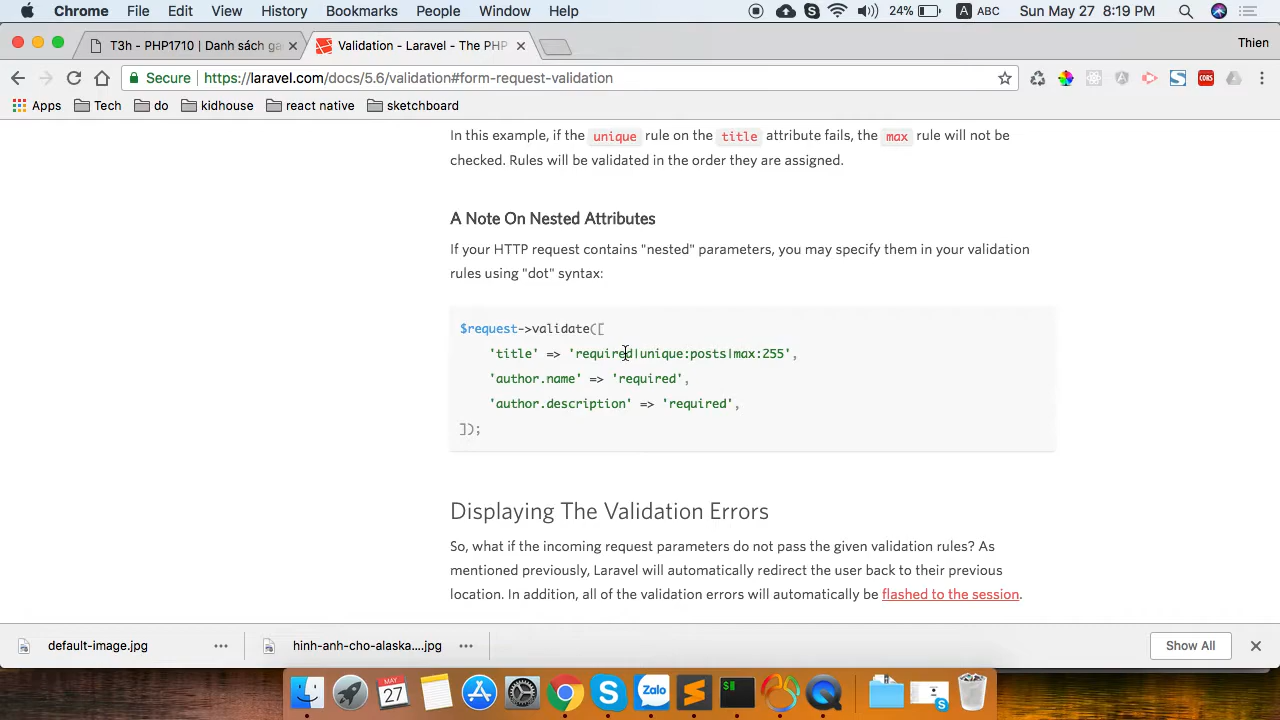 Chrome File Edit View History Bookmarks People Window Help 24% A ABC Sun May 27 8:19 PM
T3h - PHP1710 | Danh sách ga
Validation - Laravel - The PHP
Thien
Secure https://laravel.com/docs/5.6/validation#form-request-validation
CORS
Apps Tech do kidhouse react native sketchboard
In this example, if the unique rule on the title attribute fails, the max rule will not be
checked. Rules will be validated in the order they are assigned.
A Note On Nested Attributes
If your HTTP request contains "nested" parameters, you may specify them in your validation
rules using "dot" syntax:
$request->validate([
'title' => 'required|unique:posts|max:255',
'author.name' => 'required',
'author.description' => 'required',
]);
Displaying The Validation Errors
So, what if the incoming request parameters do not pass the given validation rules? As
mentioned previously, Laravel will automatically redirect the user back to their previous
location. In addition, all of the validation errors will automatically be flashed to the session.
default-image.jpg
hinh-anh-cho-alaska....jpg
Show All
MAY
27
Zalo
$